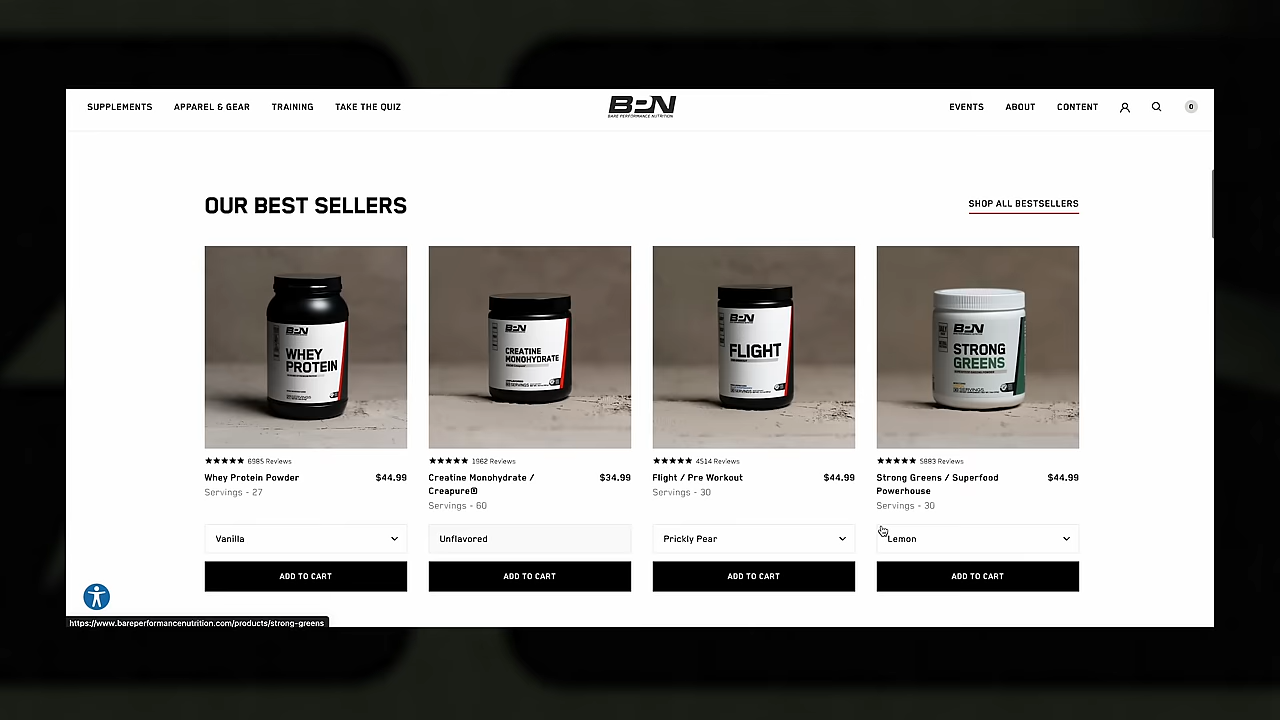 SUPPLEMENTS APPAREL & GEAR TRAINING TAKE THE QUIZ BPN EVENTS ABOUT CONTENT 0
BARE PERFORMANCE NUTRITION
OUR BEST SELLERS SHOP ALL BESTSELLERS
BPN
WHEY
PROTEIN
BPN
CREATINE
MONOHYDRATE
BPN
FLIGHT
BPN
STRONG
GREENS
6985 Reviews
Whey Protein Powder $44.99
Servings - 27
Vanilla
ADD TO CART
1962 Reviews
Creatine Monohydrate / $34.99
Creapure®
Servings - 60
Unflavored
ADD TO CART
4514 Reviews
Flight / Pre Workout $44.99
Servings - 30
Prickly Pear
ADD TO CART
5883 Reviews
Strong Greens / Superfood $44.99
Powerhouse
Servings - 30
Lemon
ADD TO CART
https://www.bareperformancenutrition.com/products/strong-greens